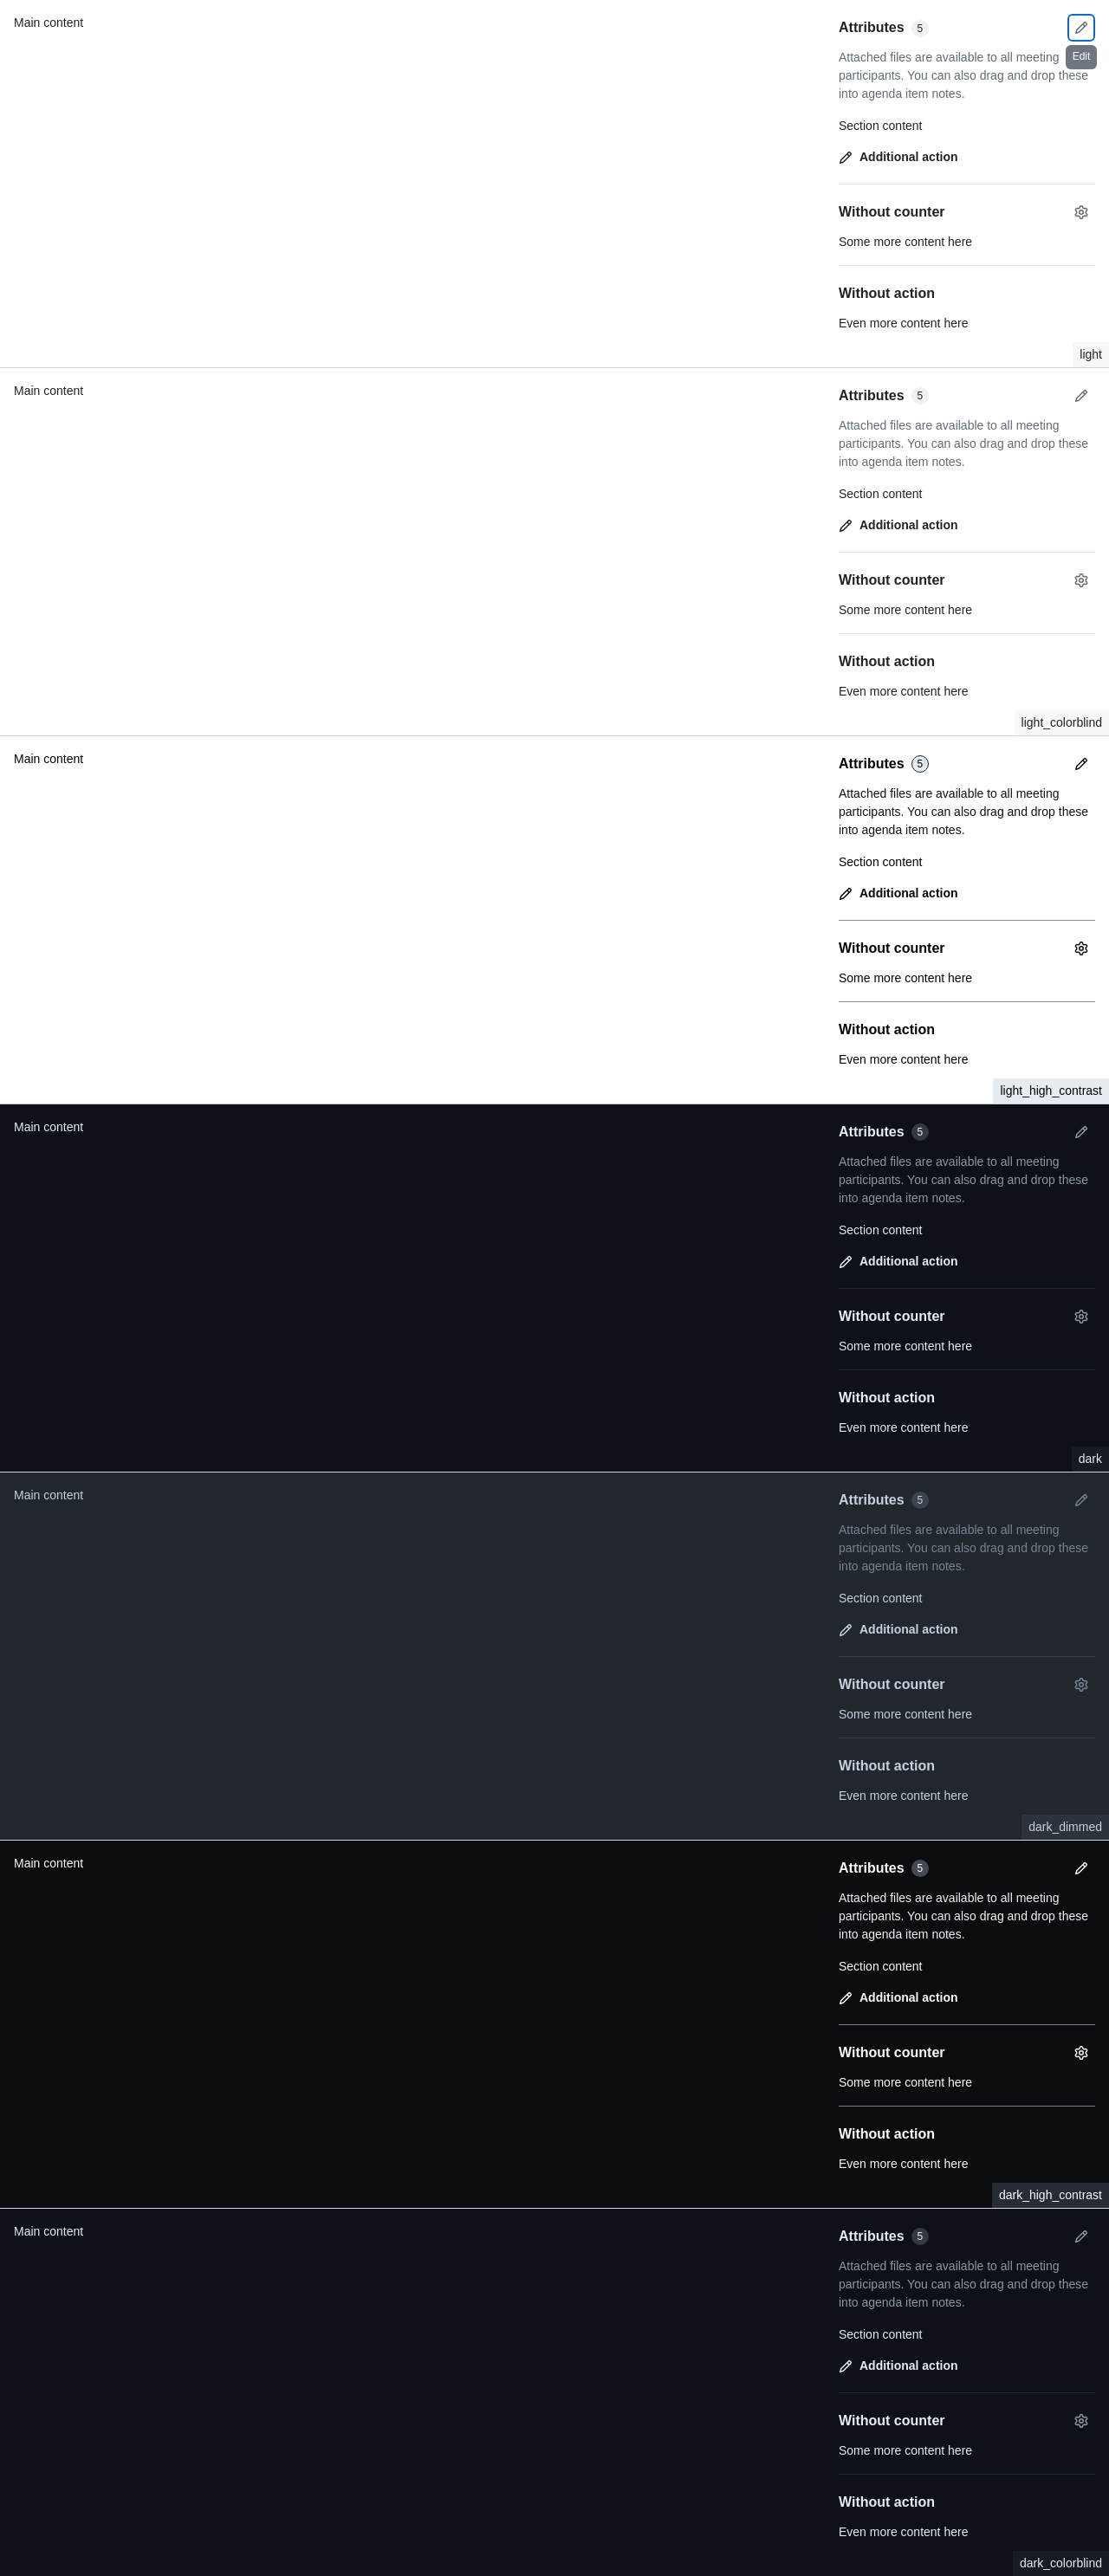 Main content
Attributes 5
Edit
Attached files are available to all meeting
participants. You can also drag and drop these
into agenda item notes.
Section content
Additional action
Without counter
Some more content here
Without action
Even more content here
light
Main content
Attributes 5
Attached files are available to all meeting
participants. You can also drag and drop these
into agenda item notes.
Section content
Additional action
Without counter
Some more content here
Without action
Even more content here
light_colorblind
Main content
Attributes 5
Attached files are available to all meeting
participants. You can also drag and drop these
into agenda item notes.
Section content
Additional action
Without counter
Some more content here
Without action
Even more content here
light_high_contrast
Main content
Attributes 5
Attached files are available to all meeting
participants. You can also drag and drop these
into agenda item notes.
Section content
Additional action
Without counter
Some more content here
Without action
Even more content here
dark
Main content
Attributes 5
Attached files are available to all meeting
participants. You can also drag and drop these
into agenda item notes.
Section content
Additional action
Without counter
Some more content here
Without action
Even more content here
dark_dimmed
Main content
Attributes 5
Attached files are available to all meeting
participants. You can also drag and drop these
into agenda item notes.
Section content
Additional action
Without counter
Some more content here
Without action
Even more content here
dark_high_contrast
Main content
Attributes 5
Attached files are available to all meeting
participants. You can also drag and drop these
into agenda item notes.
Section content
Additional action
Without counter
Some more content here
Without action
Even more content here
dark_colorblind